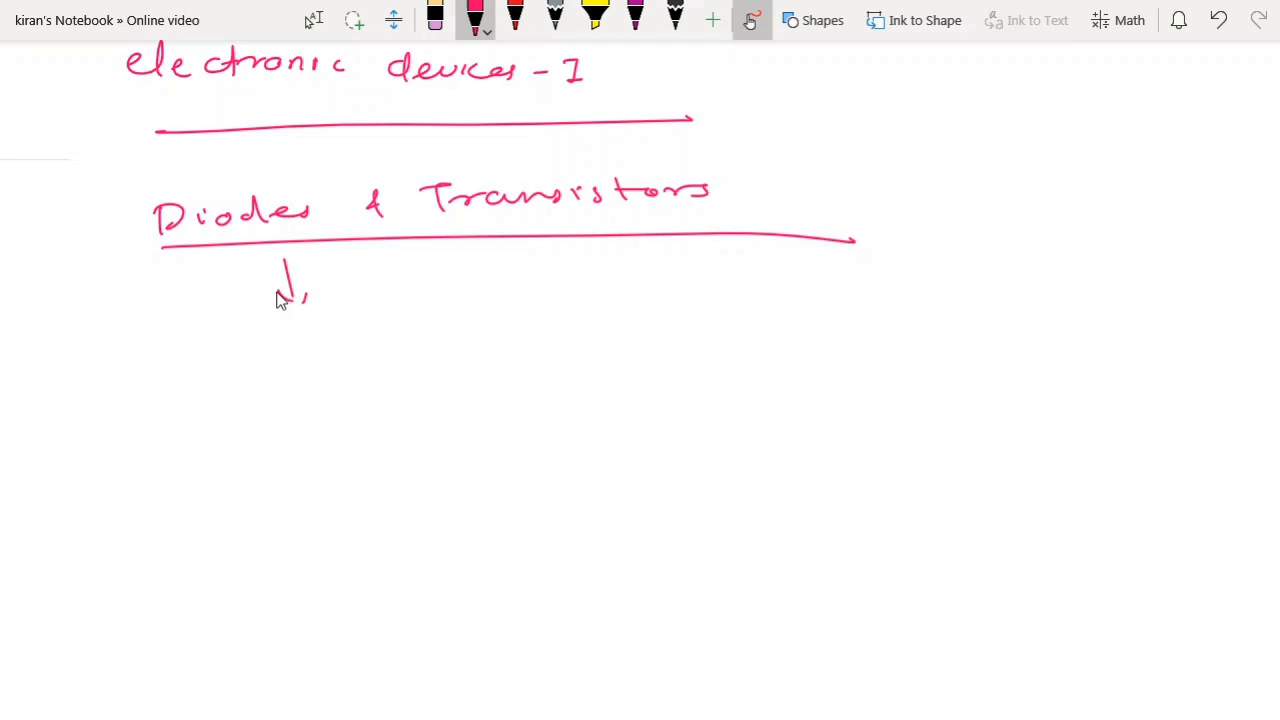 kiran's Notebook » Online video
Shapes
Ink to Shape
Ink to Text
Math
electronic devices - I
Diodes & Transistors